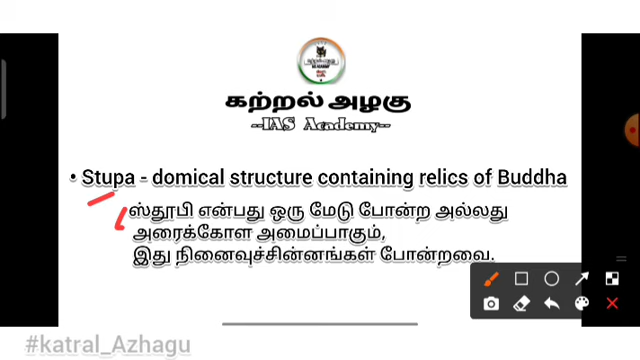 கற்றல் அழகு
--IAS Academy--
• Stupa - domical structure containing relics of Buddha
ஸ்தூபி என்பது ஒரு மேடு போன்ற அல்லது
அரைக்கோள அமைப்பாகும்,
இது நினைவுச்சின்னங்கள் போன்றவை.
#katral_Azhagu